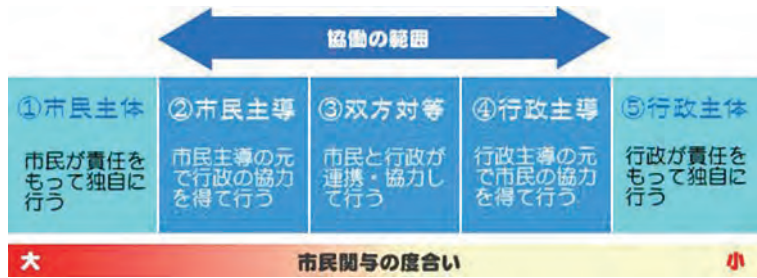 協働の範囲
①市民主体
市民が責任を
もって独自に
行う
②市民主導
市民主導の元
で行政の協力
を得て行う
③双方対等
市民と行政が
連携・協力し
て行う
④行政主導
行政主導の元
で市民の協力
を得て行う
⑤行政主体
行政が責任を
もって独自に
行う
大 市民関与の度合い 小